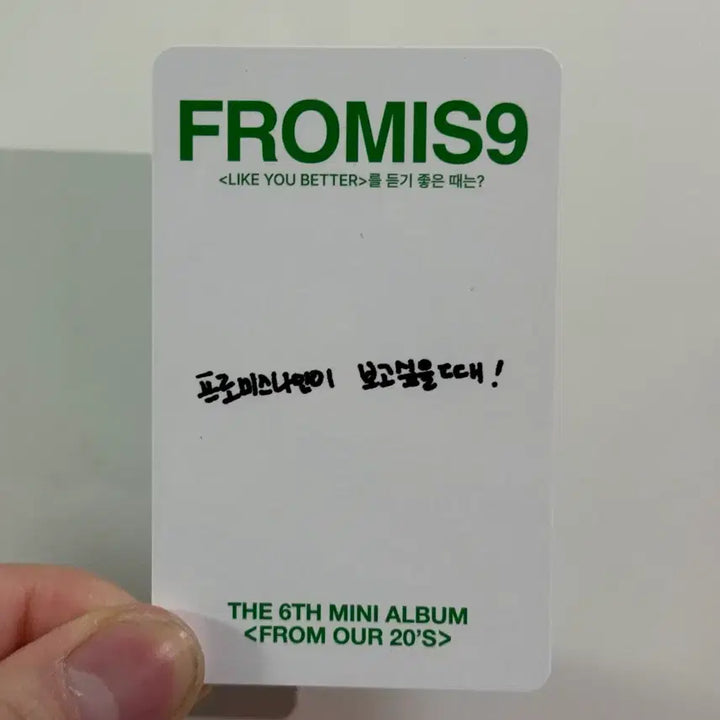 FROMIS9
<LIKE YOU BETTER>를 듣기 좋은 때는?
프로미스나인이 보고싶을때!
THE 6TH MINI ALBUM
<FROM OUR 20'S>